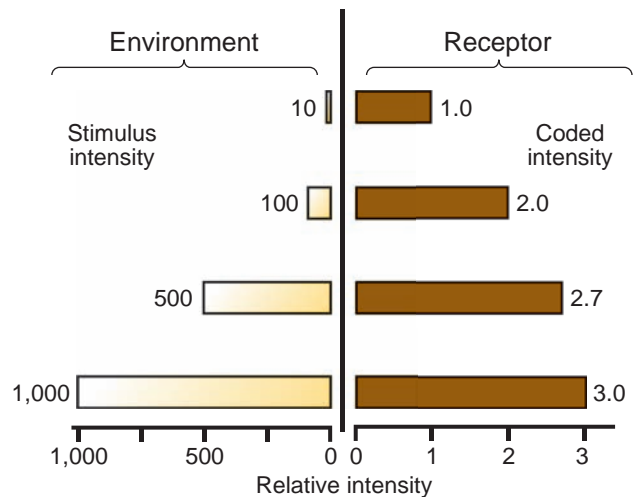 Environment
Receptor
10
1.0
Stimulus
intensity
Coded
intensity
100
2.0
500
2.7
1,000
3.0
1,000 500 0
0 1 2 3
Relative intensity